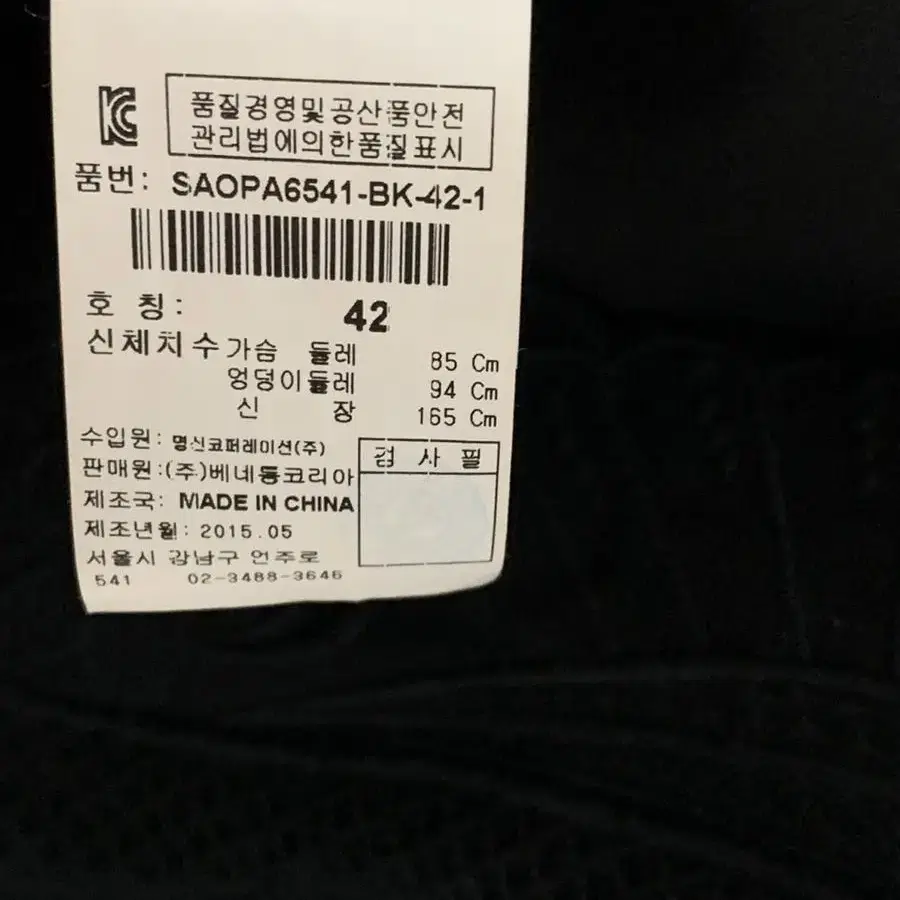 KC
품질경영및공산품안전
관리법에의한품질표시
품번: SAOPA6541-BK-42-1
호 칭: 42
신체치수 가슴 둘레 85 Cm
엉덩이둘레 94 Cm
신 장 165 Cm
수입원: 명신코퍼레이션(주)
판매원:(주)베네통코리아
제조국: MADE IN CHINA
제조년월: 2015.05
서울시 강남구 언주로
541 02-3488-3646
검 사 필